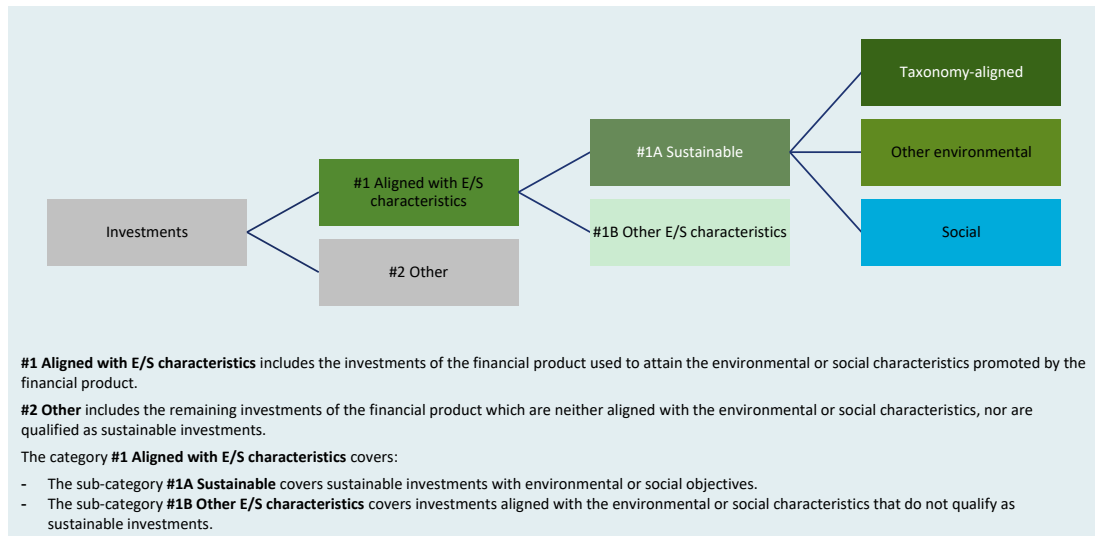 Taxonomy-aligned
#1A Sustainable
Other environmental
#1 Aligned with E/S
characteristics
Investments
#1B Other E/S characteristics
Social
#2 Other
#1 Aligned with E/S characteristics includes the investments of the financial product used to attain the environmental or social characteristics promoted by the
financial product.
#2 Other includes the remaining investments of the financial product which are neither aligned with the environmental or social characteristics, nor are
qualified as sustainable investments.
The category #1 Aligned with E/S characteristics covers:
- The sub-category #1A Sustainable covers sustainable investments with environmental or social objectives.
- The sub-category #1B Other E/S characteristics covers investments aligned with the environmental or social characteristics that do not qualify as
sustainable investments.